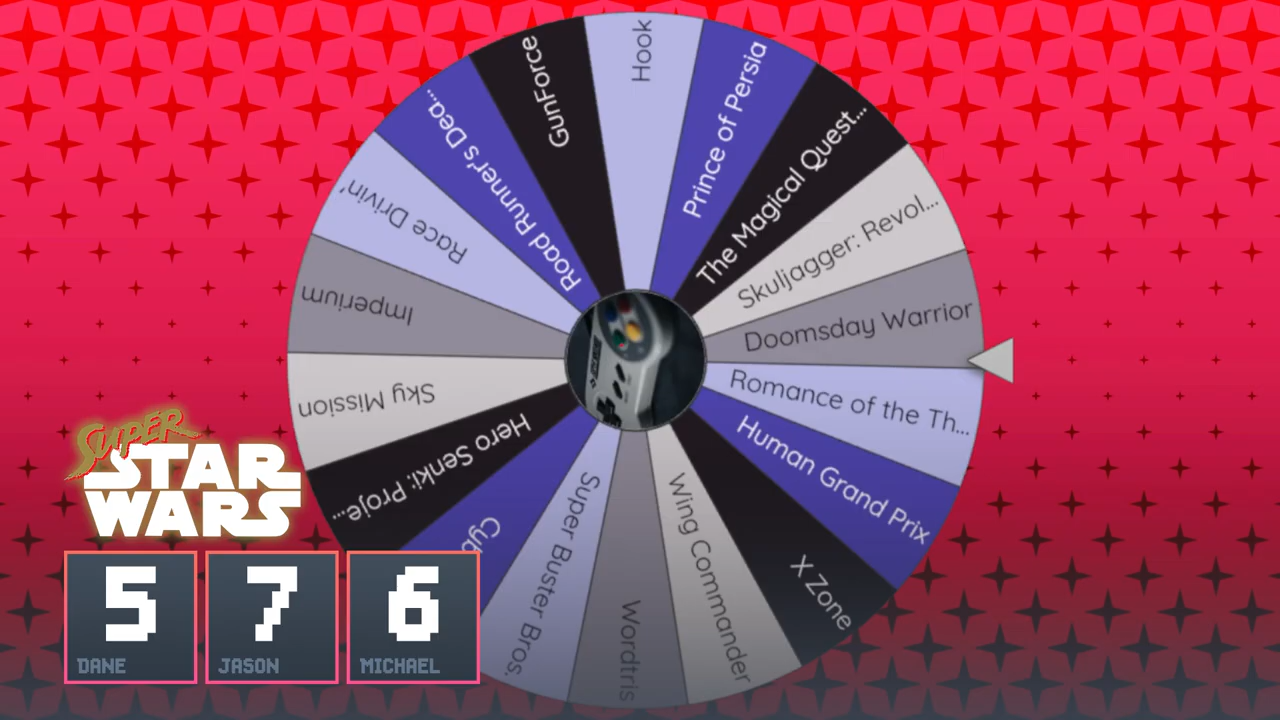 Hook
Prince of Persia
The Magical Quest...
Skuljagger: Revol...
Doomsday Warrior
Romance of the Th...
Human Grand Prix
X Zone
Wing Commander
Wordtris
Super Buster Bros.
Cyb
Hero Senki: Proje...
Sky Mission
Imperium
Race Drivin'
Road Runner's Dea...
GunForce
SUPER
STAR
WARS
5 7 6
DANE JASON MICHAEL